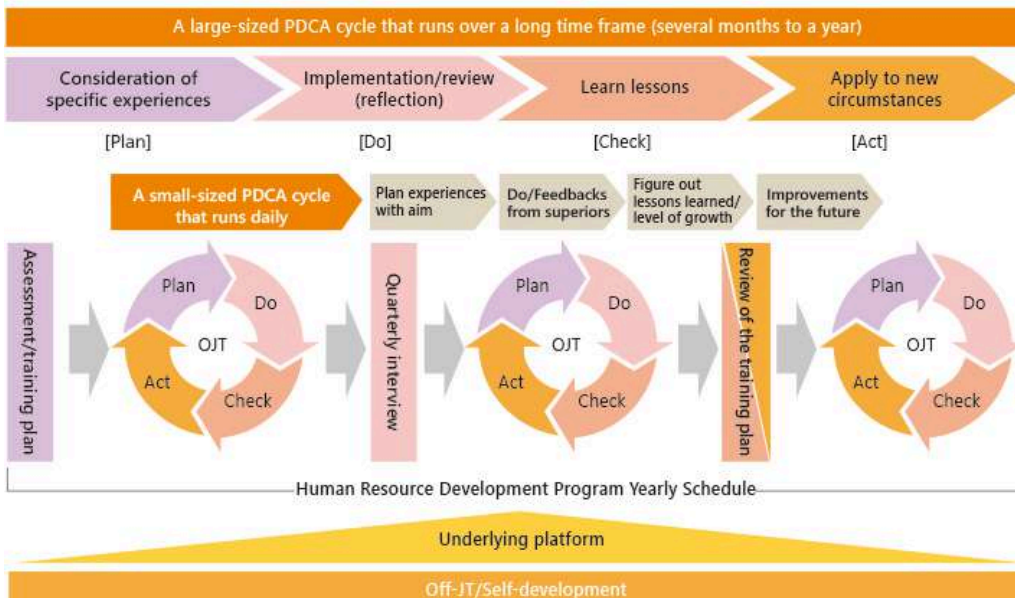 A large-sized PDCA cycle that runs over a long time frame (several months to a year)
Consideration of
specific experiences
Implementation/review
(reflection)
Learn lessons
Apply to new
circumstances
[Plan]
[Do]
[Check]
[Act]
A small-sized PDCA cycle
that runs daily
Plan experiences
with aim
Do/Feedbacks
from superiors
Figure out
lessons learned/
level of growth
Improvements
for the future
Assessment/training plan
Plan
Do
OJT
Act
Check
Quarterly interview
Plan
Do
OJT
Act
Check
Review of the training plan
Plan
Do
OJT
Act
Check
Human Resource Development Program Yearly Schedule
Underlying platform
Off-JT/Self-development